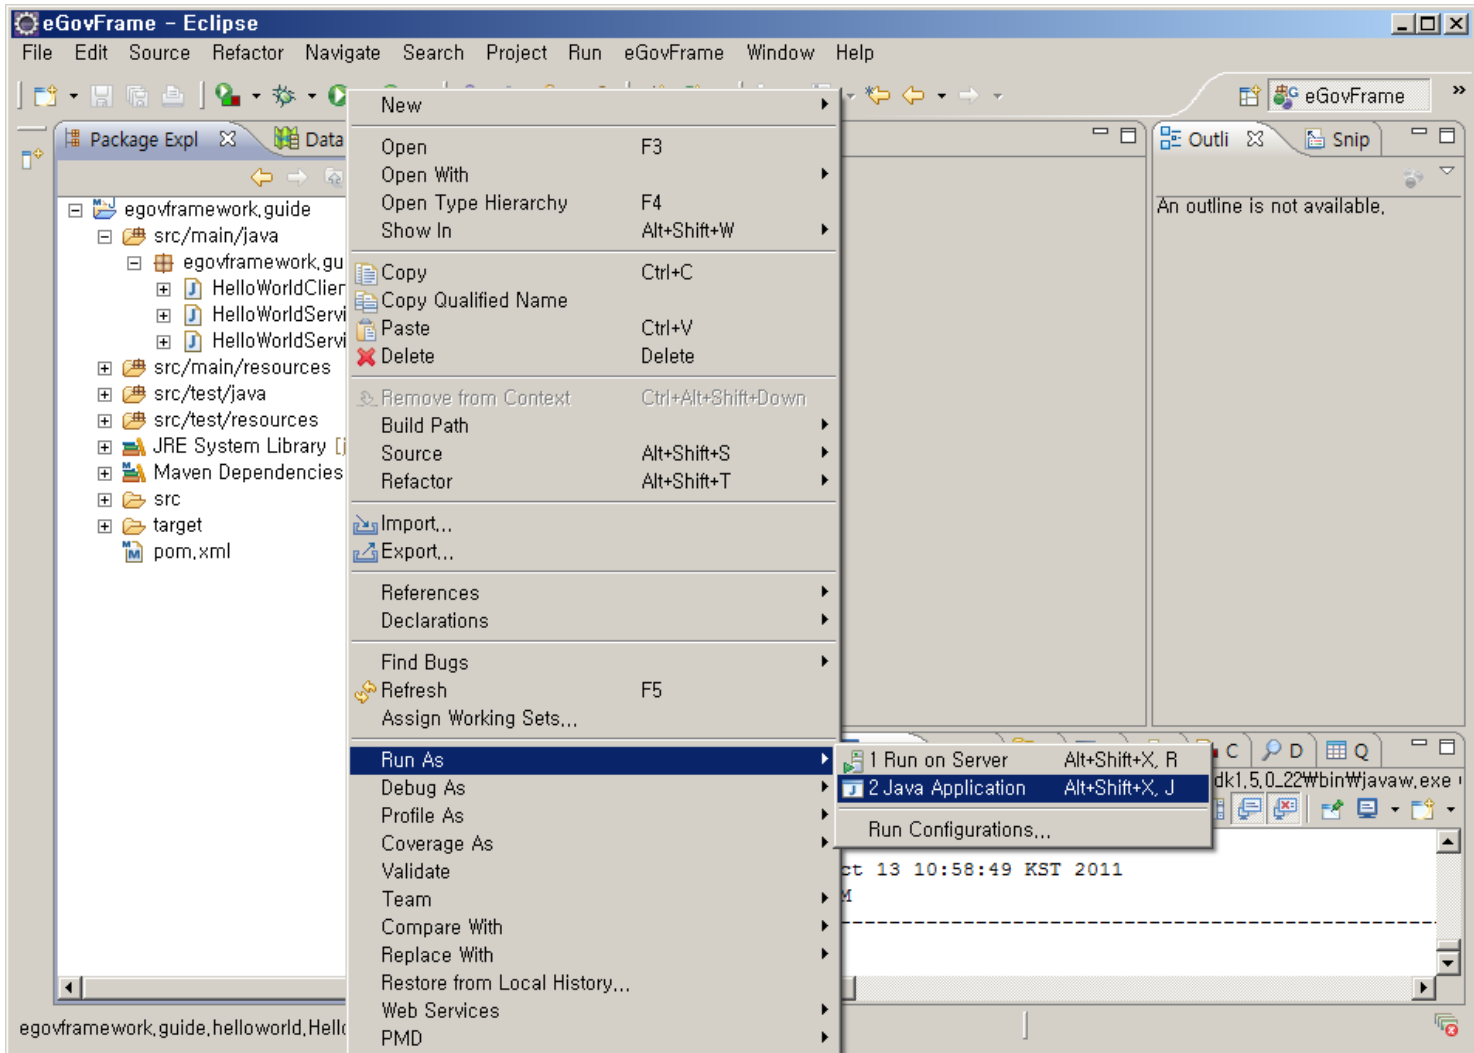 eGovFrame - Eclipse
File Edit Source Refactor Navigate Search Project Run eGovFrame Window Help
eGovFrame »
Package Expl
Data
Outli
Snip
An outline is not available.
egovframework.guide
src/main/java
egovframework.gu
HelloWorldClier
HelloWorldServi
HelloWorldServi
src/main/resources
src/test/java
src/test/resources
JRE System Library [j
Maven Dependencies
src
target
pom.xml
New
Open F3
Open With
Open Type Hierarchy F4
Show In Alt+Shift+W
Copy Ctrl+C
Copy Qualified Name
Paste Ctrl+V
Delete Delete
Remove from Context Ctrl+Alt+Shift+Down
Build Path
Source Alt+Shift+S
Refactor Alt+Shift+T
Import...
Export...
References
Declarations
Find Bugs
Refresh F5
Assign Working Sets...
Run As
Debug As
Profile As
Coverage As
Validate
Team
Compare With
Replace With
Restore from Local History...
Web Services
PMD
1 Run on Server Alt+Shift+X, R
2 Java Application Alt+Shift+X, J
Run Configurations...
C
D
Q
dk1.5.0_22₩bin₩javaw.exe
ct 13 10:58:49 KST 2011
M
--------------------------------------------
egovframework.guide.helloworld.Hello